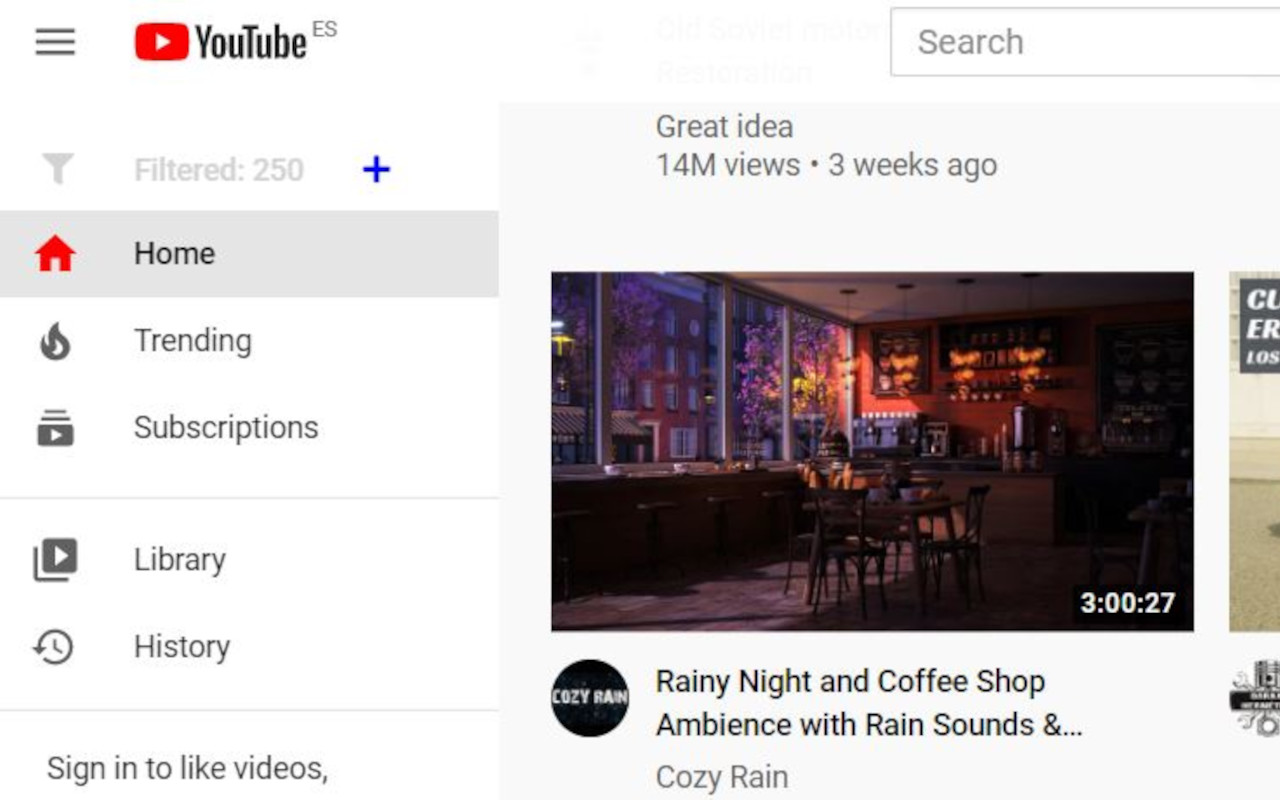 YouTube ES
Search
Old Soviet motor
Restoration
Great idea
14M views • 3 weeks ago
Filtered: 250 +
Home
Trending
Subscriptions
Library
History
Sign in to like videos,
3:00:27
CU
ER
LOS
COZY RAIN
Rainy Night and Coffee Shop
Ambience with Rain Sounds &...
Cozy Rain